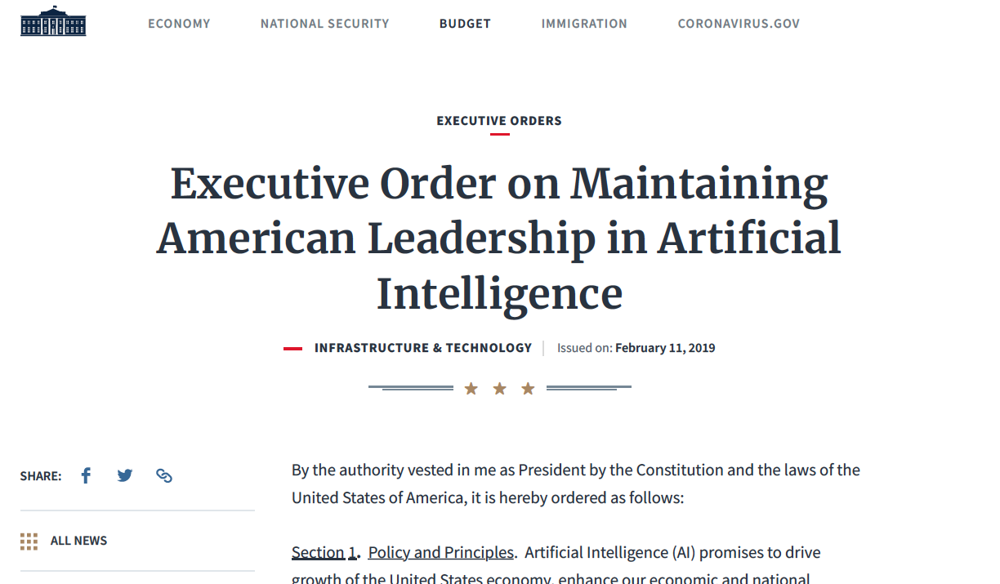 ECONOMY NATIONAL SECURITY BUDGET IMMIGRATION CORONAVIRUS.GOV
EXECUTIVE ORDERS
Executive Order on Maintaining
American Leadership in Artificial
Intelligence
INFRASTRUCTURE & TECHNOLOGY Issued on: February 11, 2019
SHARE:
ALL NEWS
By the authority vested in me as President by the Constitution and the laws of the
United States of America, it is hereby ordered as follows:
Section 1. Policy and Principles. Artificial Intelligence (AI) promises to drive
growth of the United States economy, enhance our economic and national